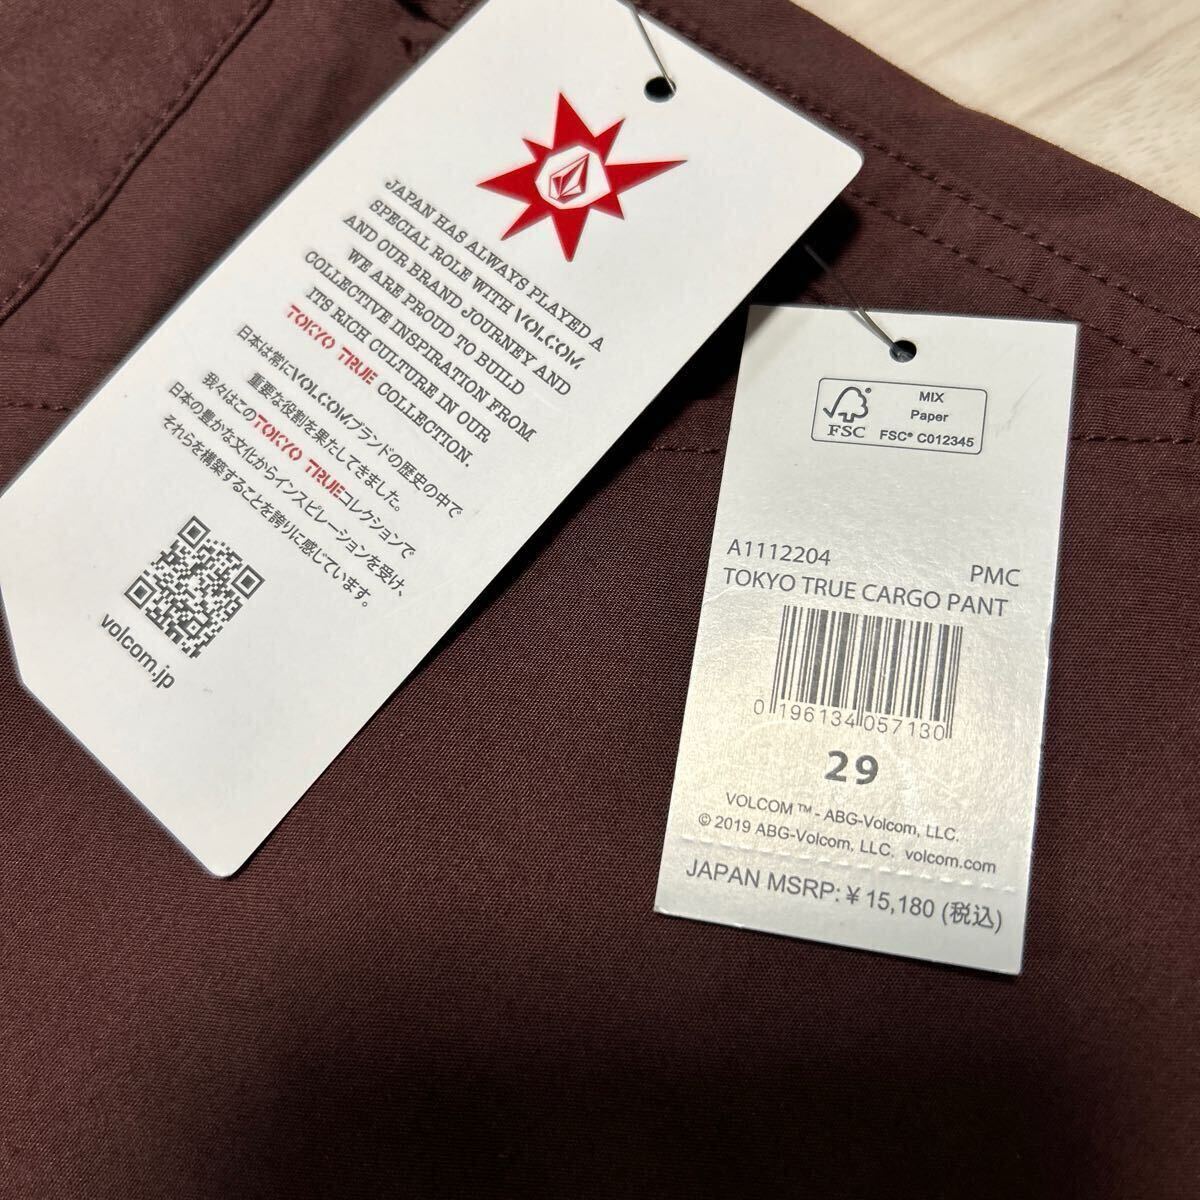 JAPAN HAS ALWAYS PLAYED A
SPECIAL ROLE WITH VOLCOM
AND OUR BRAND JOURNEY AND
WE ARE PROUD TO BUILD
COLLECTIVE INSPIRATION FROM
ITS RICH CULTURE IN OUR
TOKYO TRUE COLLECTION.
日本は常にVOLCOMブランドの歴史の中で
重要な役割を果たしてきました。
我々はこのTOKYO TRUEコレクションで
日本の豊かな文化からインスピレーションを受け、
それらを構築することを誇りに感じています。
volcom.jp
FSC
MIX
Paper
FSC® C012345
A1112204 PMC
TOKYO TRUE CARGO PANT
0 196134 057130
29
VOLCOM ™ - ABG-Volcom, LLC.
© 2019 ABG-Volcom, LLC. volcom.com
JAPAN MSRP: ¥ 15,180 (税込)